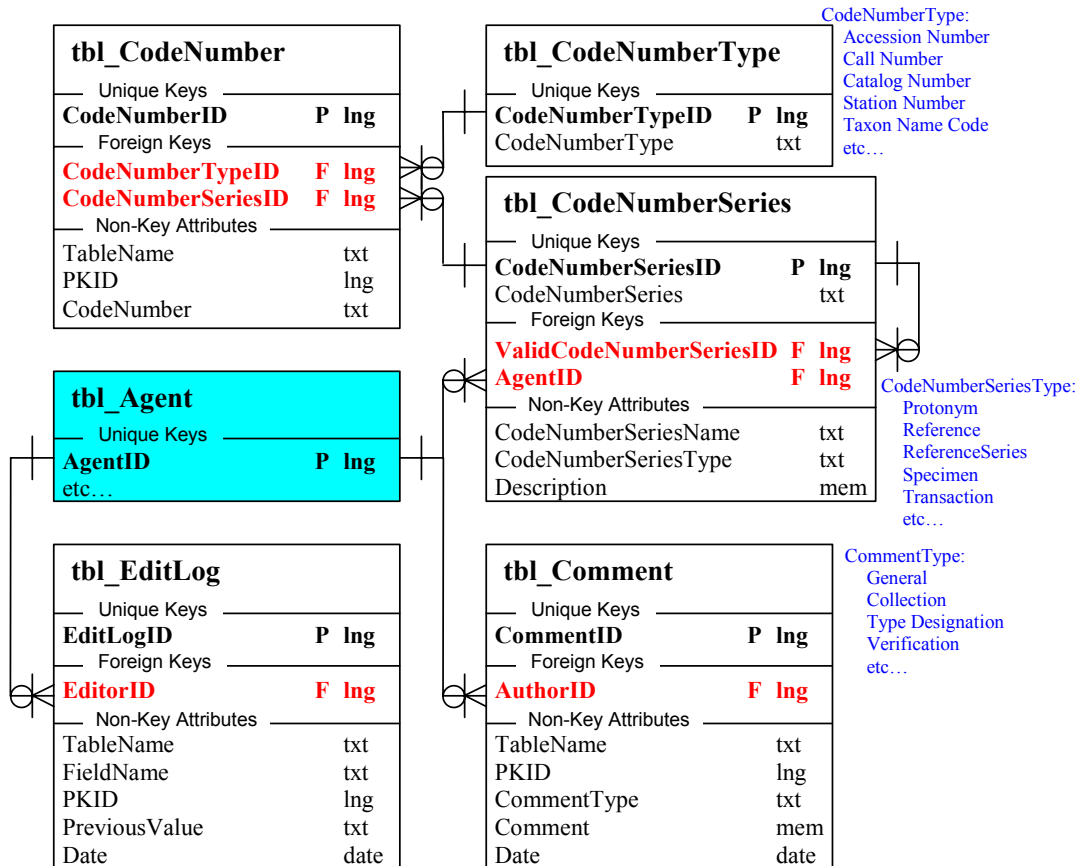 tbl_CodeNumber
Unique Keys
CodeNumberID P lng
Foreign Keys
CodeNumberTypeID F lng
CodeNumberSeriesID F lng
Non-Key Attributes
TableName txt
PKID lng
CodeNumber txt
tbl_CodeNumberType
Unique Keys
CodeNumberTypeID P lng
CodeNumberType txt
CodeNumberType:
Accession Number
Call Number
Catalog Number
Station Number
Taxon Name Code
etc…
tbl_CodeNumberSeries
Unique Keys
CodeNumberSeriesID P lng
CodeNumberSeries txt
Foreign Keys
ValidCodeNumberSeriesID F lng
AgentID F lng
Non-Key Attributes
CodeNumberSeriesName txt
CodeNumberSeriesType txt
Description mem
CodeNumberSeriesType:
Protonym
Reference
ReferenceSeries
Specimen
Transaction
etc…
tbl_Agent
Unique Keys
AgentID P lng
etc…
tbl_EditLog
Unique Keys
EditLogID P lng
Foreign Keys
EditorID F lng
Non-Key Attributes
TableName txt
FieldName txt
PKID lng
PreviousValue txt
Date date
tbl_Comment
Unique Keys
CommentID P lng
Foreign Keys
AuthorID F lng
Non-Key Attributes
TableName txt
PKID lng
CommentType txt
Comment mem
Date date
CommentType:
General
Collection
Type Designation
Verification
etc…